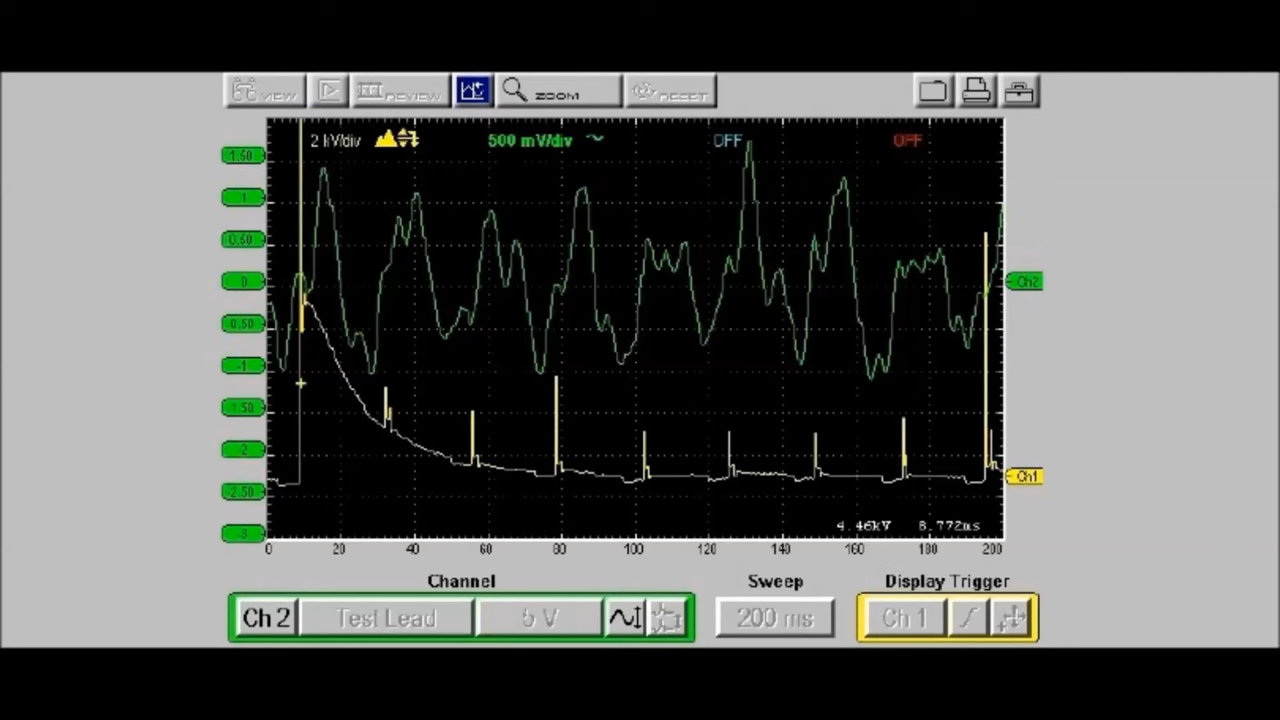 VIEW REVIEW ZOOM RESET
2 kV/div 500 mV/div OFF OFF
1.50
1
0.50
0
0.50
-1
1.50
-2
-2.50
-3
Ch2
Ch1
4.46kV 8.772ms
0 20 40 60 80 100 120 140 160 180 200
Channel Sweep Display Trigger
Ch 2 Test Lead 5 V 200 ms Ch 1